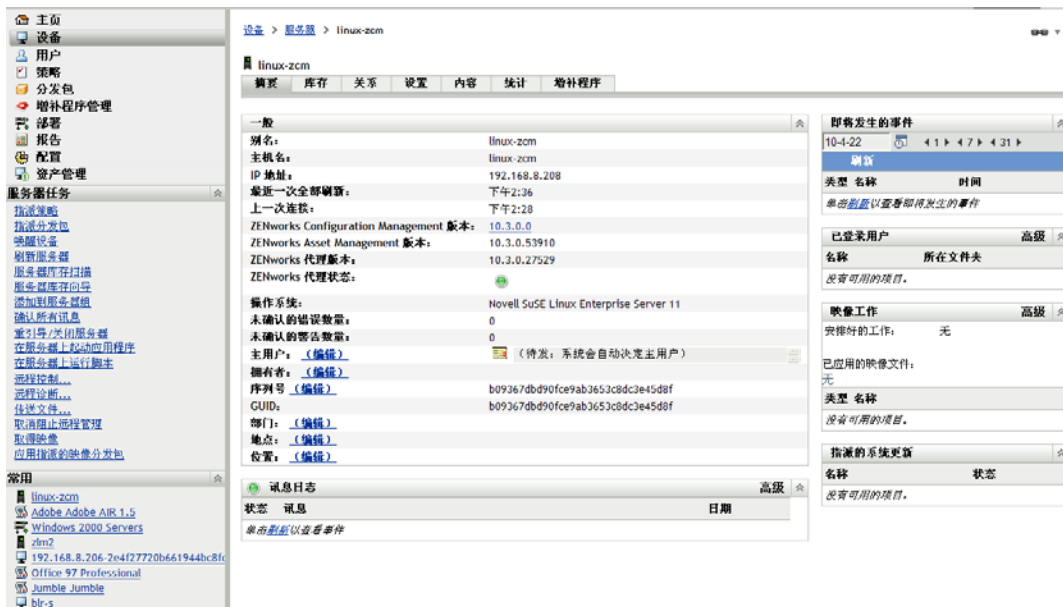 主页
设备
用户
策略
分发包
增补程序管理
部署
报告
配置
资产管理
服务器任务
指派策略
指派分发包
唤醒设备
刷新服务器
服务器库存扫描
服务器库存向导
添加到服务器组
确认所有讯息
重引导/关闭服务器
在服务器上起动应用程序
在服务器上运行脚本
远程控制...
远程诊断...
传送文件...
取消阻止远程管理
取得映像
应用指派的映像分发包
常用
linux-zcm
Adobe Adobe AIR 1.5
Windows 2000 Servers
zlm2
192.168.8.206-2e4f27720b661944bc8fc
Office 97 Professional
Jumble Jumble
blr-s
设备 > 服务器 > linux-zcm
linux-zcm
摘要 库存 关系 设置 内容 统计 增补程序
一般
别名: linux-zcm
主机名: linux-zcm
IP 地址: 192.168.8.208
最近一次全部刷新: 下午2:36
上一次连接: 下午2:28
ZENworks Configuration Management 版本: 10.3.0.0
ZENworks Asset Management 版本: 10.3.0.53910
ZENworks 代理版本: 10.3.0.27529
ZENworks 代理状态:
操作系统: Novell SuSE Linux Enterprise Server 11
未确认的错误数量: 0
未确认的警告数量: 0
主用户: (编辑) (待发: 系统会自动决定主用户)
拥有者: (编辑)
序列号 (编辑) b09367dbd90fce9ab3653c8dc3e45d8f
GUID: b09367dbd90fce9ab3653c8dc3e45d8f
部门: (编辑)
地点: (编辑)
位置: (编辑)
讯息日志 高级
状态 讯息 日期
单击刷新以查看事件
即将发生的事件
10-4-22 1 7 31
刷新
类型 名称 时间
单击刷新以查看即将发生的事件
已登录用户 高级
名称 所在文件夹
没有可用的项目。
映像工作 高级
安排好的工作: 无
已应用的映像文件:
无
类型 名称
没有可用的项目。
指派的系统更新
名称 状态
没有可用的项目。